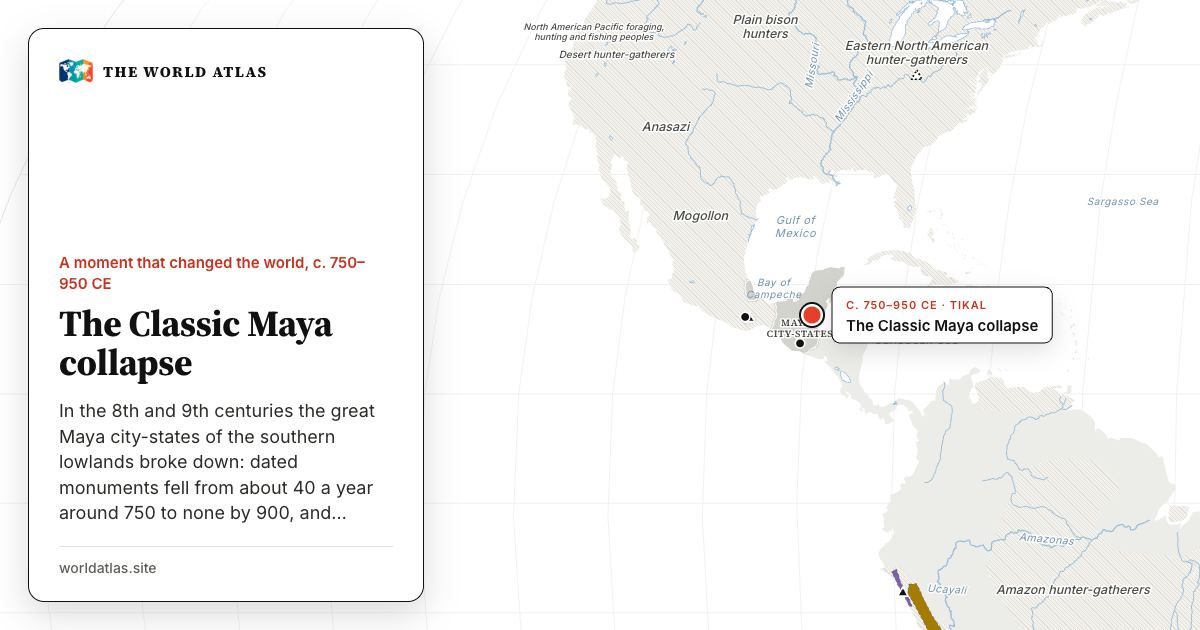 THE WORLD ATLAS
A moment that changed the world, c. 750–
950 CE
The Classic Maya
collapse
In the 8th and 9th centuries the great
Maya city-states of the southern
lowlands broke down: dated
monuments fell from about 40 a year
around 750 to none by 900, and...
worldatlas.site
North American Pacific foraging,
hunting and fishing peoples
Desert hunter-gatherers
Plain bison
hunters
Eastern North American
hunter-gatherers
Missouri
Mississippi
Anasazi
Mogollon
Gulf of
Mexico
Sargasso Sea
Bay of
Campeche
CITY-STATES
C. 750–950 CE · TIKAL
The Classic Maya collapse
Amazonas
Ucayali
Amazon hunter-gatherers